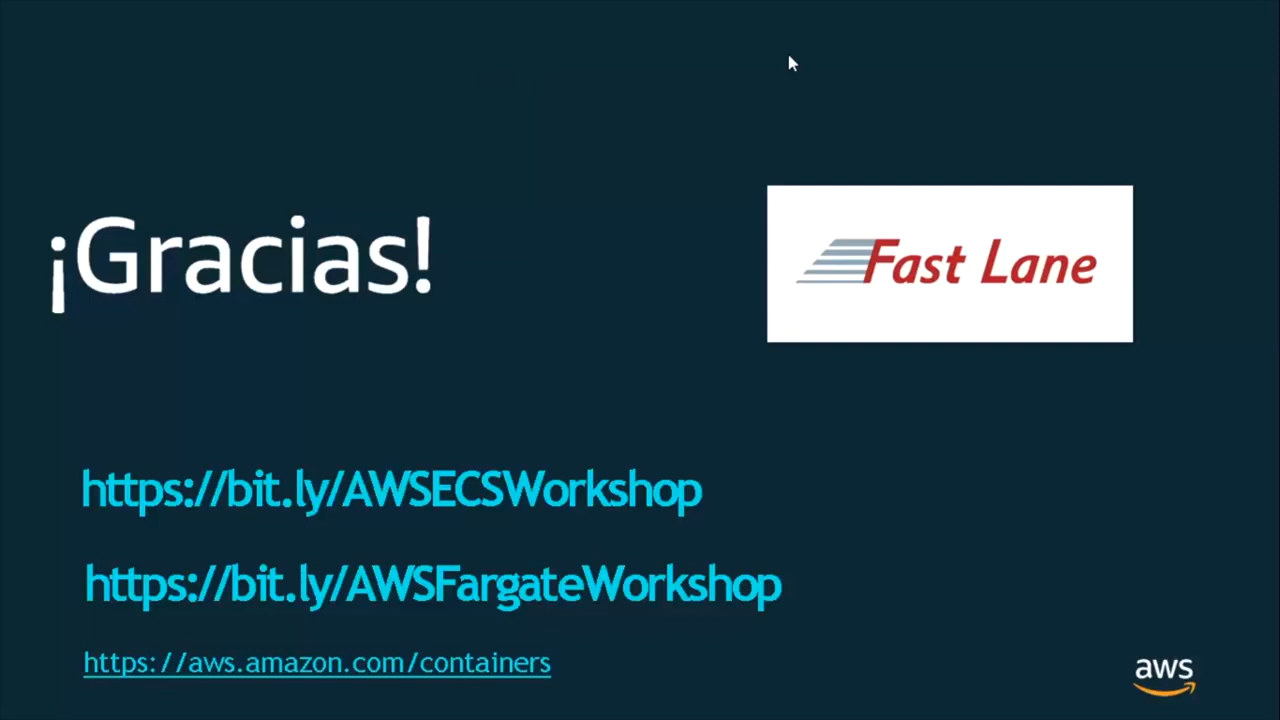 ¡Gracias!
Fast Lane
https://bit.ly/AWSECSWorkshop
https://bit.ly/AWSFargateWorkshop
https://aws.amazon.com/containers
aws